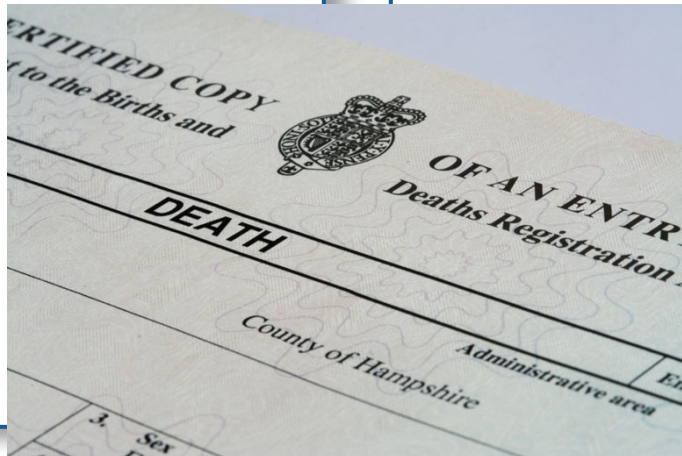 ERTIFIED COPY OF AN ENTR
t to the Births and Deaths Registration
DEATH
Administrative area
County of Hampshire
3. Sex